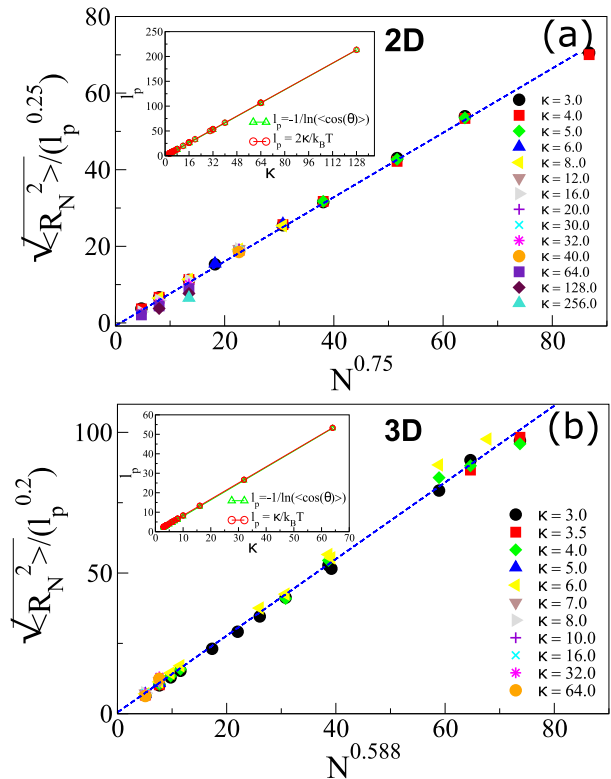 (a)
2D
80
60
40
20
0
0
20
40
60
80
√<R_N^2>/(l_p^0.25)
N^0.75
250
200
150
100
50
0
l_p
0
16
32
48
64
80
96
112
128
κ
l_p=-1/ln(<cos(θ)>)
l_p = 2κ/k_BT
κ = 3.0
κ = 4.0
κ = 5.0
κ = 6.0
κ = 8..0
κ = 12.0
κ = 16.0
κ = 20.0
κ = 30.0
κ = 32.0
κ = 40.0
κ = 64.0
κ = 128.0
κ = 256.0
(b)
3D
100
50
0
0
20
40
60
80
√<R_N^2>/(l_p^0.2)
N^0.588
60
50
40
30
20
10
0
l_p
0
10
20
30
40
50
60
70
κ
l_p=-1/ln(<cos(θ)>)
l_p = κ/k_BT
κ = 3.0
κ = 3.5
κ = 4.0
κ = 5.0
κ = 6.0
κ = 7.0
κ = 8.0
κ = 10.0
κ = 16.0
κ = 32.0
κ = 64.0